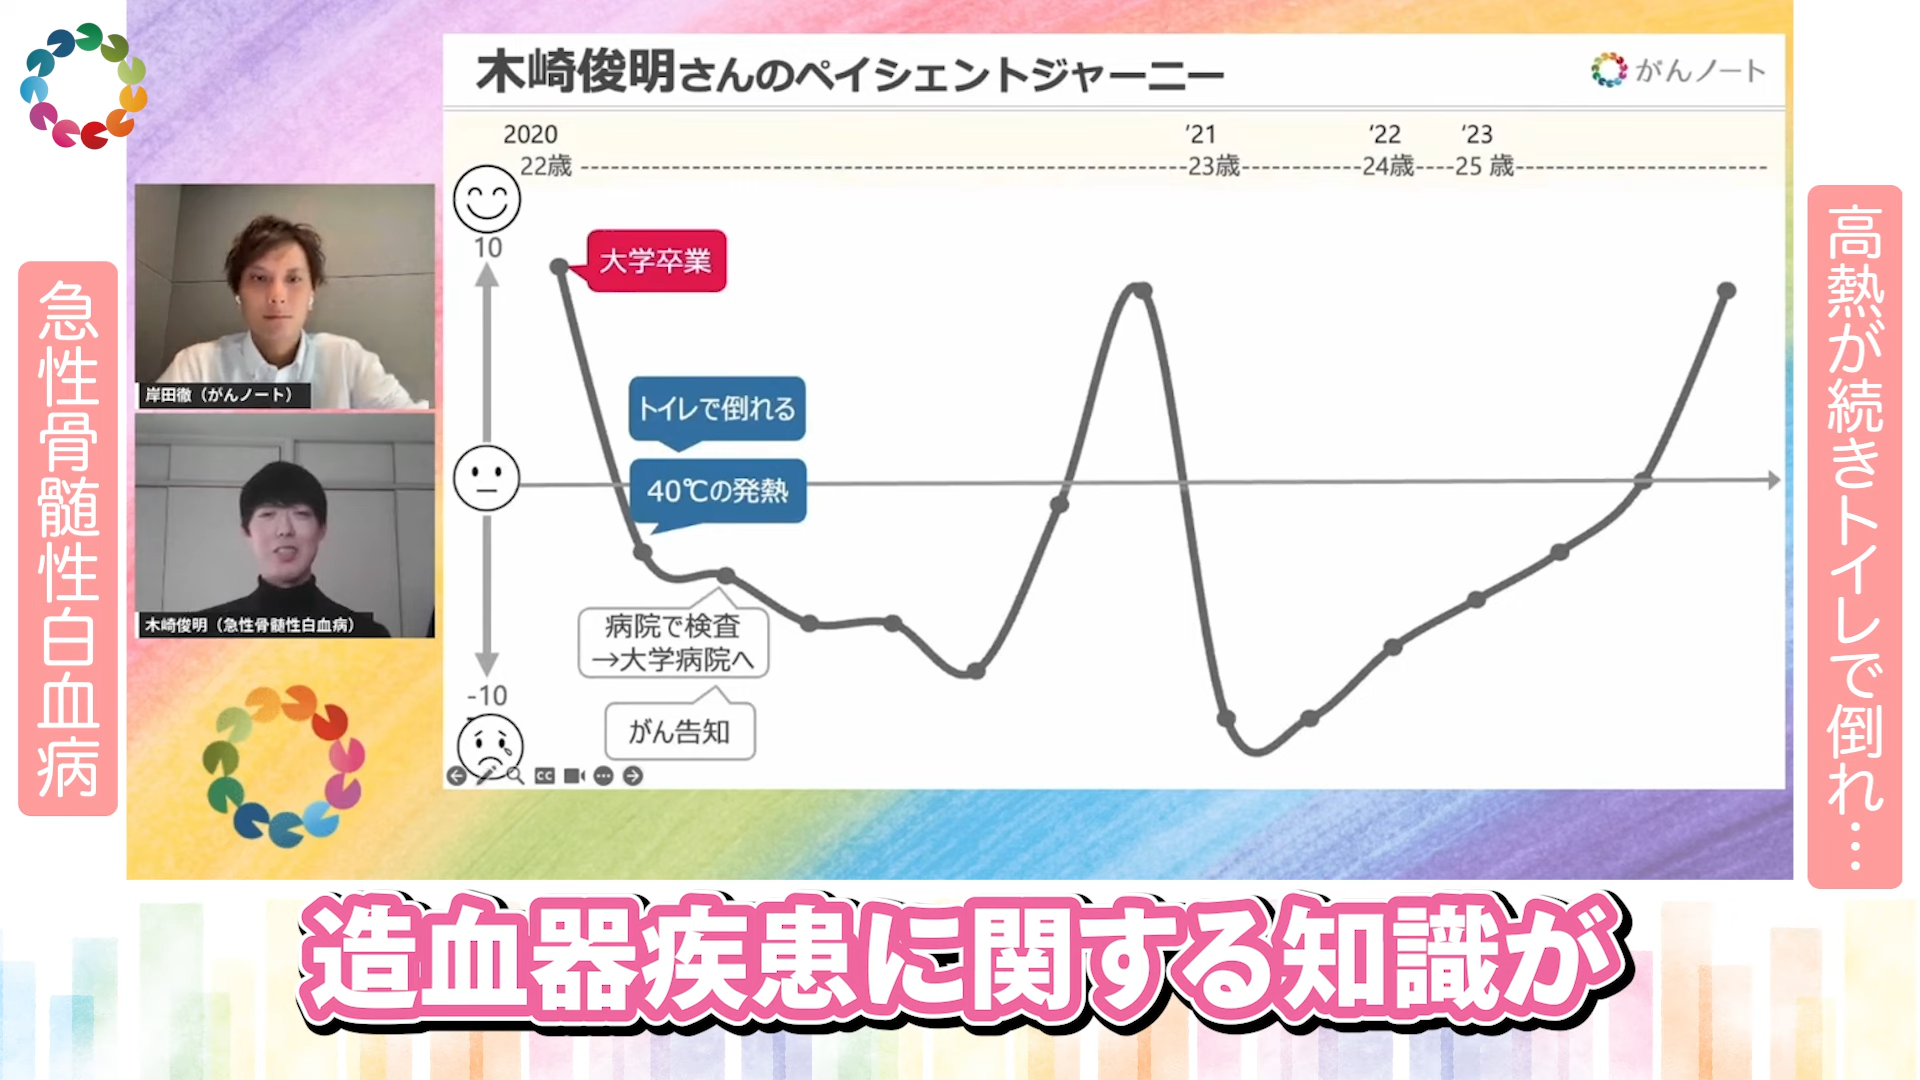 木崎俊明さんのペイシェントジャーニー
がんノート
2020
'21
'22
'23
22歳
23歳
24歳
25 歳
10
大学卒業
トイレで倒れる
40℃の発熱
病院で検査
→大学病院へ
がん告知
-10
CC
岸田徹（がんノート）
木崎俊明（急性骨髄性白血病）
急性骨髄性白血病
高熱が続きトイレで倒れ…
造血器疾患に関する知識が